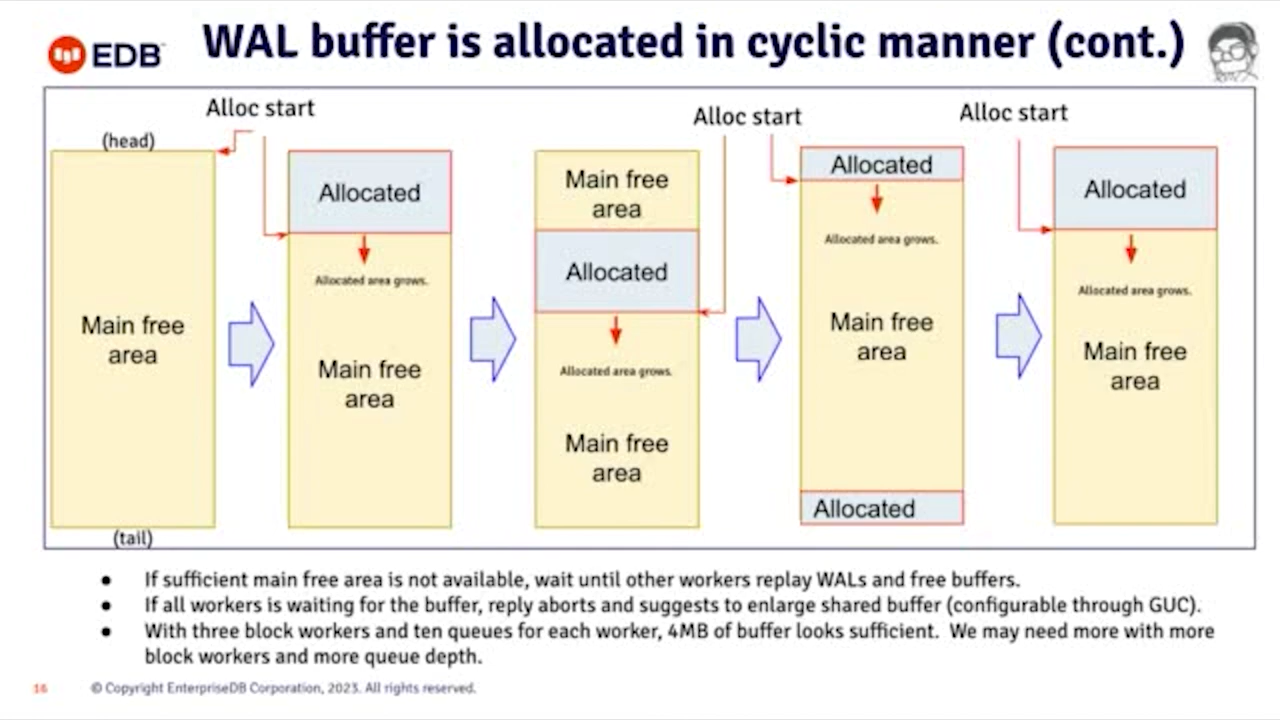 EDB
WAL buffer is allocated in cyclic manner (cont.)
Alloc start
(head)
Main free
area
(tail)
Allocated
Allocated area grows.
Main free
area
Main free
area
Allocated
Allocated area grows.
Main free
area
Alloc start
Allocated
Allocated area grows.
Main free
area
Allocated
Alloc start
Allocated
Allocated area grows.
Main free
area
● If sufficient main free area is not available, wait until other workers replay WALs and free buffers.
● If all workers is waiting for the buffer, reply aborts and suggests to enlarge shared buffer (configurable through GUC).
● With three block workers and ten queues for each worker, 4MB of buffer looks sufficient. We may need more with more
block workers and more queue depth.
16 © Copyright EnterpriseDB Corporation, 2023. All rights reserved.